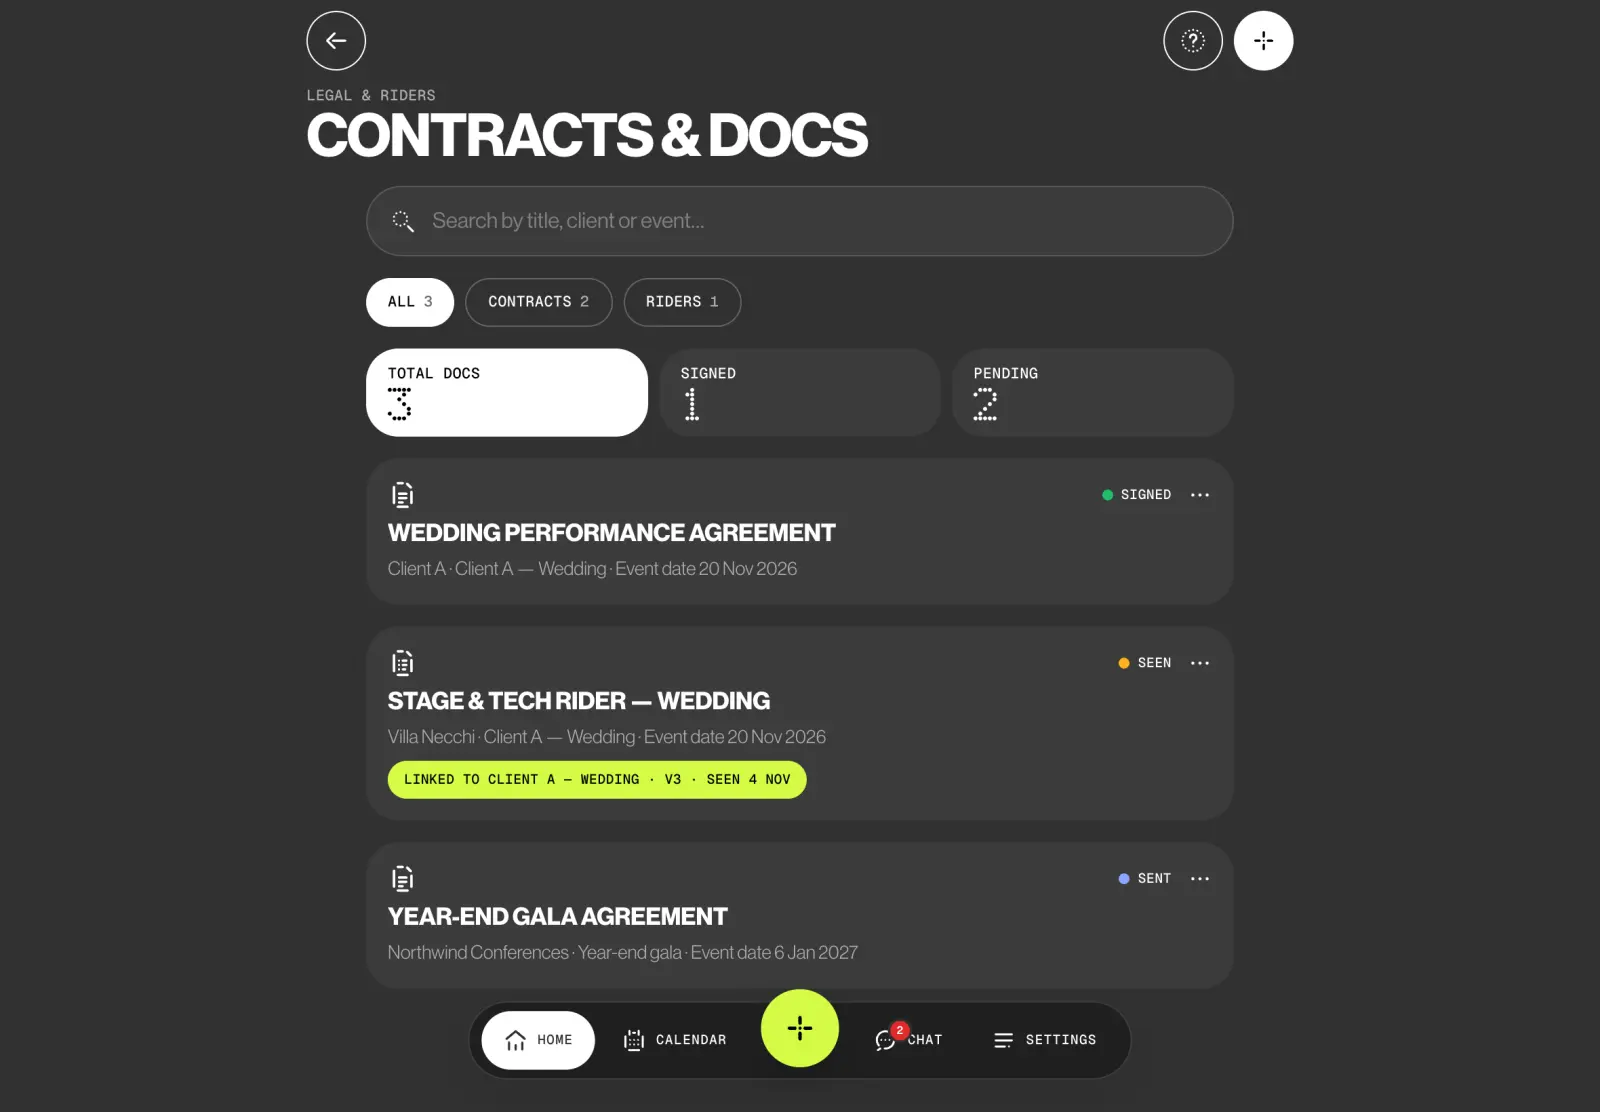 LEGAL & RIDERS
CONTRACTS & DOCS
Search by title, client or event...
ALL 3
CONTRACTS 2
RIDERS 1
TOTAL DOCS
3
SIGNED
1
PENDING
2
SIGNED
WEDDING PERFORMANCE AGREEMENT
Client A · Client A — Wedding · Event date 20 Nov 2026
SEEN
STAGE & TECH RIDER — WEDDING
Villa Necchi · Client A — Wedding · Event date 20 Nov 2026
LINKED TO CLIENT A — WEDDING · V3 · SEEN 4 NOV
SENT
YEAR-END GALA AGREEMENT
Northwind Conferences · Year-end gala · Event date 6 Jan 2027
HOME
CALENDAR
2
CHAT
SETTINGS